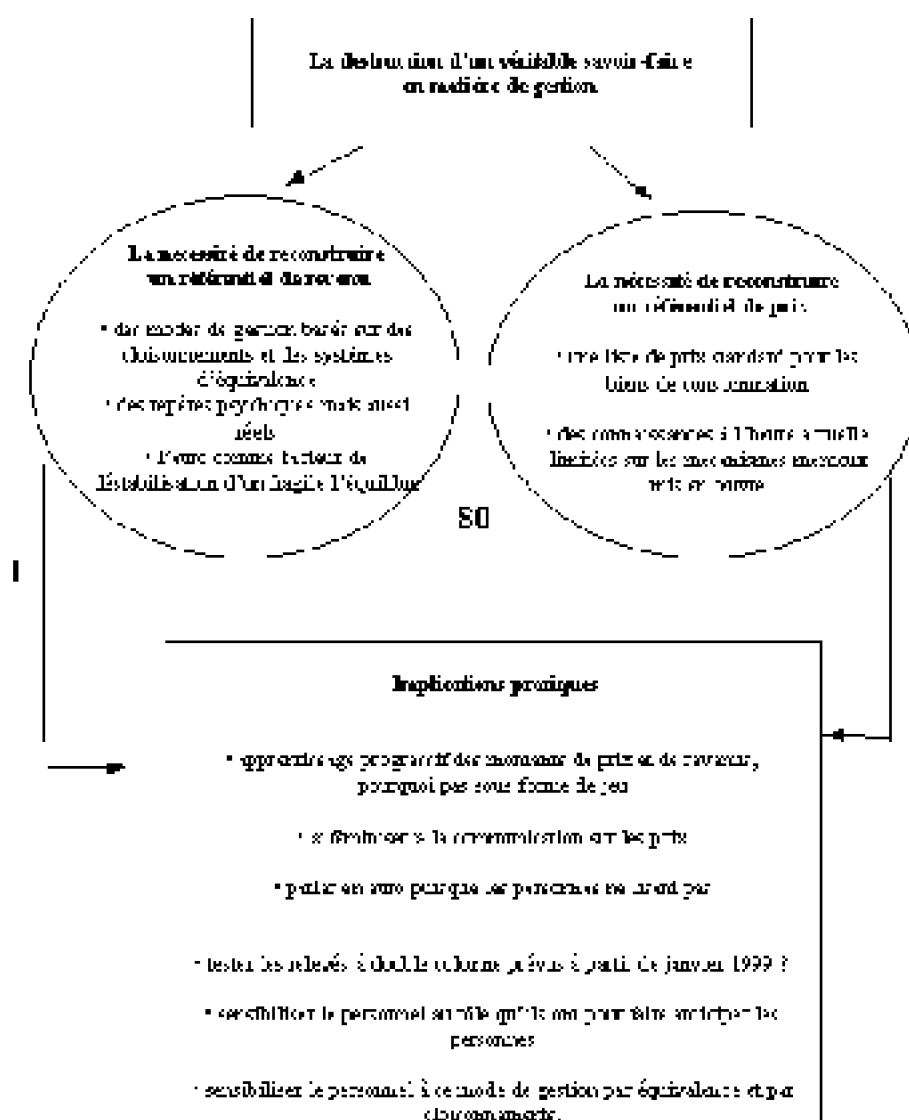 La destruction d'un véritable savoir-faire
en matière de gestion
La nécessité de reconstruire
un référentiel de revenu
• des modes de gestion basés sur des
cloisonnements et les systèmes
d'équivalence
• des repères psychiques mais aussi
réels
• l'euro comme facteur de
déstabilisation d'un fragile l'équilibre
La nécessité de reconstruire
un référentiel de prix
• une liste de prix standard pour les
biens de consommation
• des connaissances à l'heure actuelle
limitées sur les mécanismes
mis en oeuvre
80
I
Implications pratiques
• apprentissage progressif des montants de prix et de revenus,
pourquoi pas sous forme de jeu
• la communication sur les prix
• parler en euro puisque les personnes ne lisent pas
• tester les relevés à double colonne prévus à partir de janvier 1999 ?
• sensibiliser le personnel au rôle qu'ils ont pour faire anticiper les
personnes
• sensibiliser le personnel à ce mode de gestion par équivalence et par
cloisonnements.